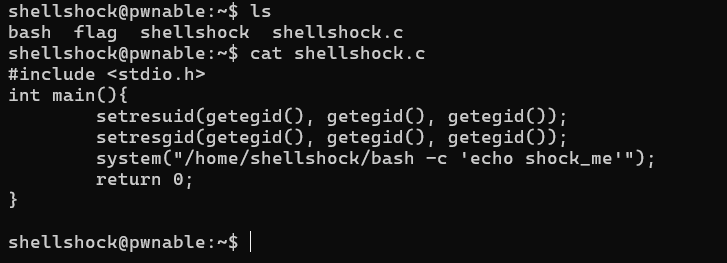 shellshock@pwnable:~$ ls
bash  flag  shellshock  shellshock.c
shellshock@pwnable:~$ cat shellshock.c
#include <stdio.h>
int main(){
        setresuid(getegid(), getegid(), getegid());
        setresgid(getegid(), getegid(), getegid());
        system("/home/shellshock/bash -c 'echo shock_me'");
        return 0;
}
shellshock@pwnable:~$